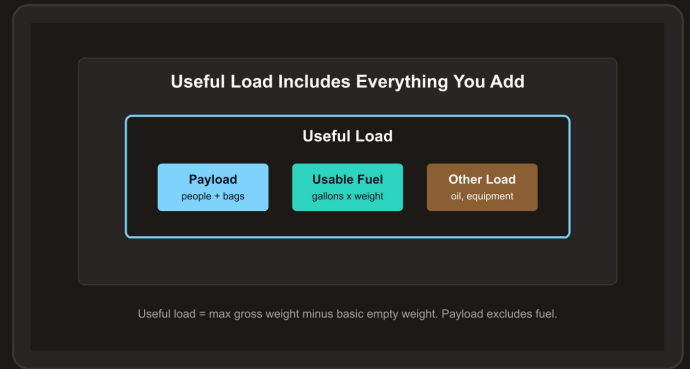 Useful Load Includes Everything You Add
Useful Load
Payload
people + bags
Usable Fuel
gallons x weight
Other Load
oil, equipment
Useful load = max gross weight minus basic empty weight. Payload excludes fuel.